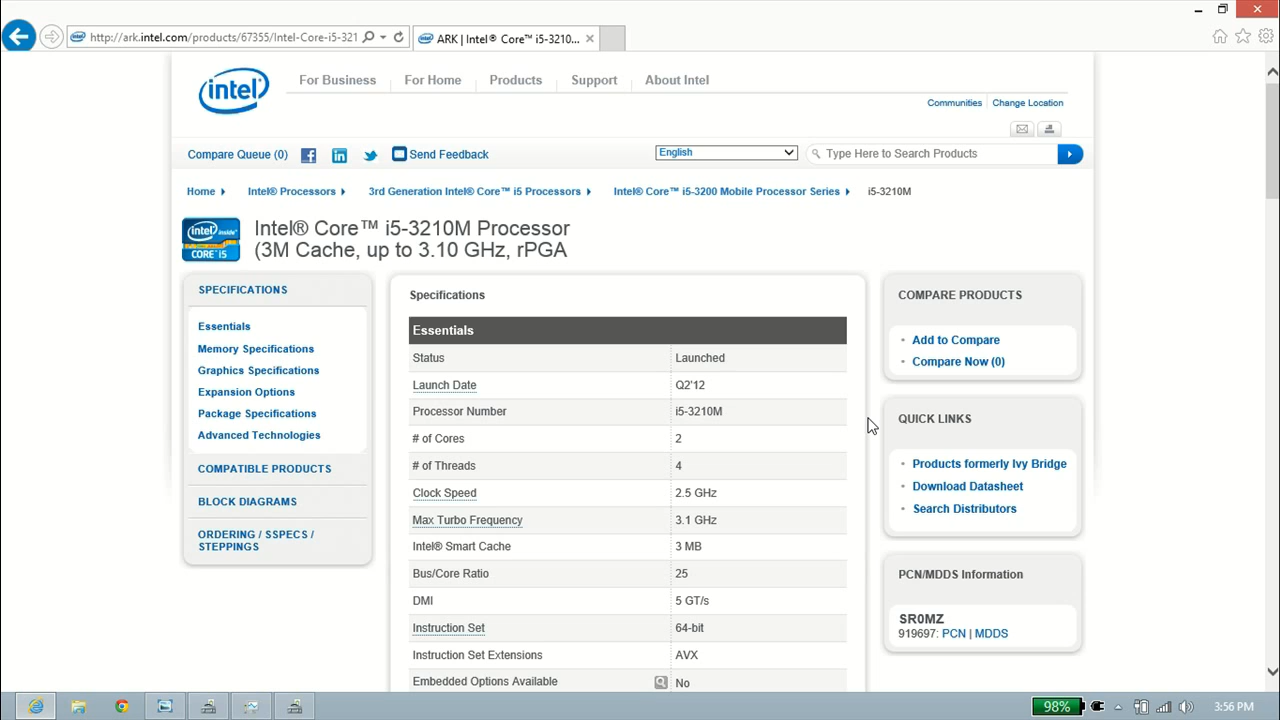 http://ark.intel.com/products/67355/Intel-Core-i5-321
ARK | Intel® Core™ i5-3210...
intel
For Business
For Home
Products
Support
About Intel
Communities
Change Location
Compare Queue (0)
Send Feedback
English
Type Here to Search Products
Home
Intel® Processors
3rd Generation Intel® Core™ i5 Processors
Intel® Core™ i5-3200 Mobile Processor Series
i5-3210M
intel inside™
CORE™i5
Intel® Core™ i5-3210M Processor
(3M Cache, up to 3.10 GHz, rPGA
SPECIFICATIONS
Essentials
Memory Specifications
Graphics Specifications
Expansion Options
Package Specifications
Advanced Technologies
COMPATIBLE PRODUCTS
BLOCK DIAGRAMS
ORDERING / SSPECS /
STEPPINGS
Specifications
Essentials
Status Launched
Launch Date Q2'12
Processor Number i5-3210M
# of Cores 2
# of Threads 4
Clock Speed 2.5 GHz
Max Turbo Frequency 3.1 GHz
Intel® Smart Cache 3 MB
Bus/Core Ratio 25
DMI 5 GT/s
Instruction Set 64-bit
Instruction Set Extensions AVX
Embedded Options Available No
COMPARE PRODUCTS
Add to Compare
Compare Now (0)
QUICK LINKS
Products formerly Ivy Bridge
Download Datasheet
Search Distributors
PCN/MDDS Information
SR0MZ
919697: PCN | MDDS
98%
3:56 PM